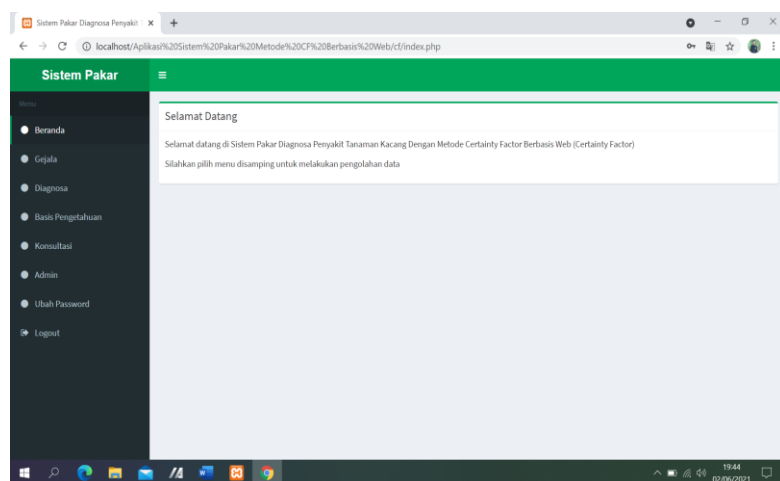 Sistem Pakar Diagnosa Penyakit
localhost/Aplikasi%20Sistem%20Pakar%20Metode%20CF%20Berbasis%20Web/cf/index.php
Sistem Pakar
Menu
Beranda
Gejala
Diagnosa
Basis Pengetahuan
Konsultasi
Admin
Ubah Password
Logout
Selamat Datang
Selamat datang di Sistem Pakar Diagnosa Penyakit Tanaman Kacang Dengan Metode Certainty Factor Berbasis Web (Certainty Factor)
Silahkan pilih menu disamping untuk melakukan pengolahan data
19:44
02/06/2021